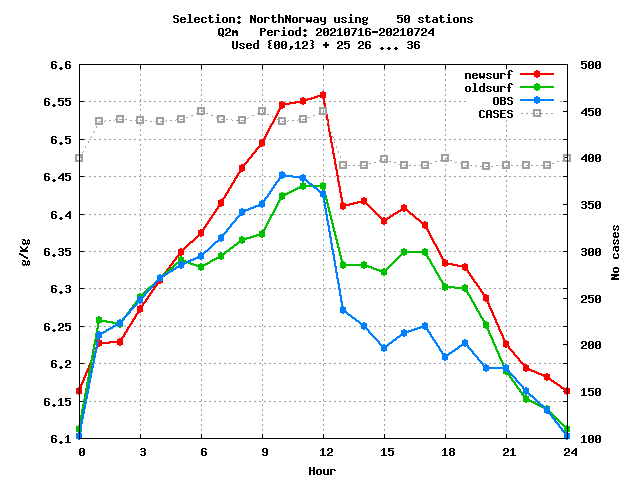 Selection: NorthNorway using    50 stations
Q2m   Period: 20210716-20210724
Used {00,12} + 25 26 ... 36
6.6
6.55
6.5
6.45
6.4
6.35
6.3
6.25
6.2
6.15
6.1
g/Kg
500
450
400
350
300
250
200
150
100
No cases
newsurf
oldsurf
OBS
CASES
0 3 6 9 12 15 18 21 24
Hour